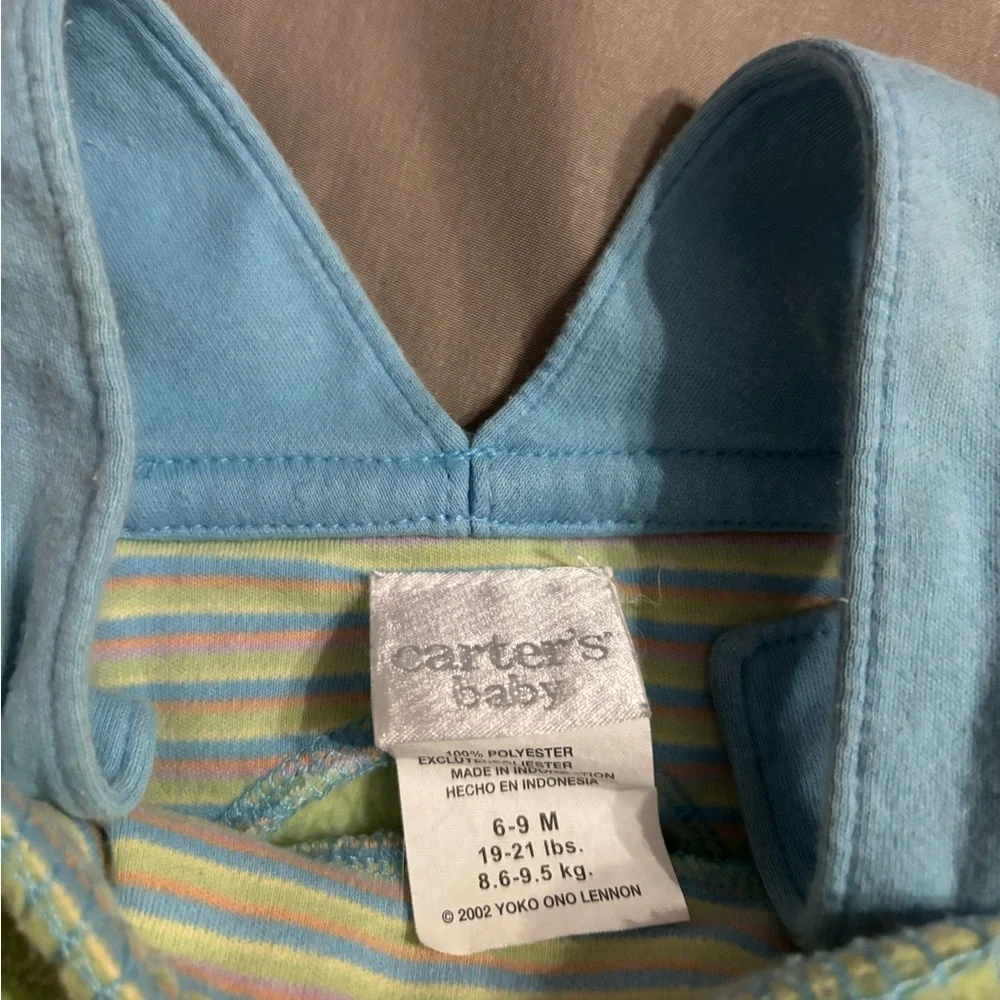 carter's
baby
100% POLYESTER
MADE IN
HECHO EN INDONESIA
6-9 M
19-21 lbs.
8.6-9.5 kg.
© 2002 YOKO ONO LENNON